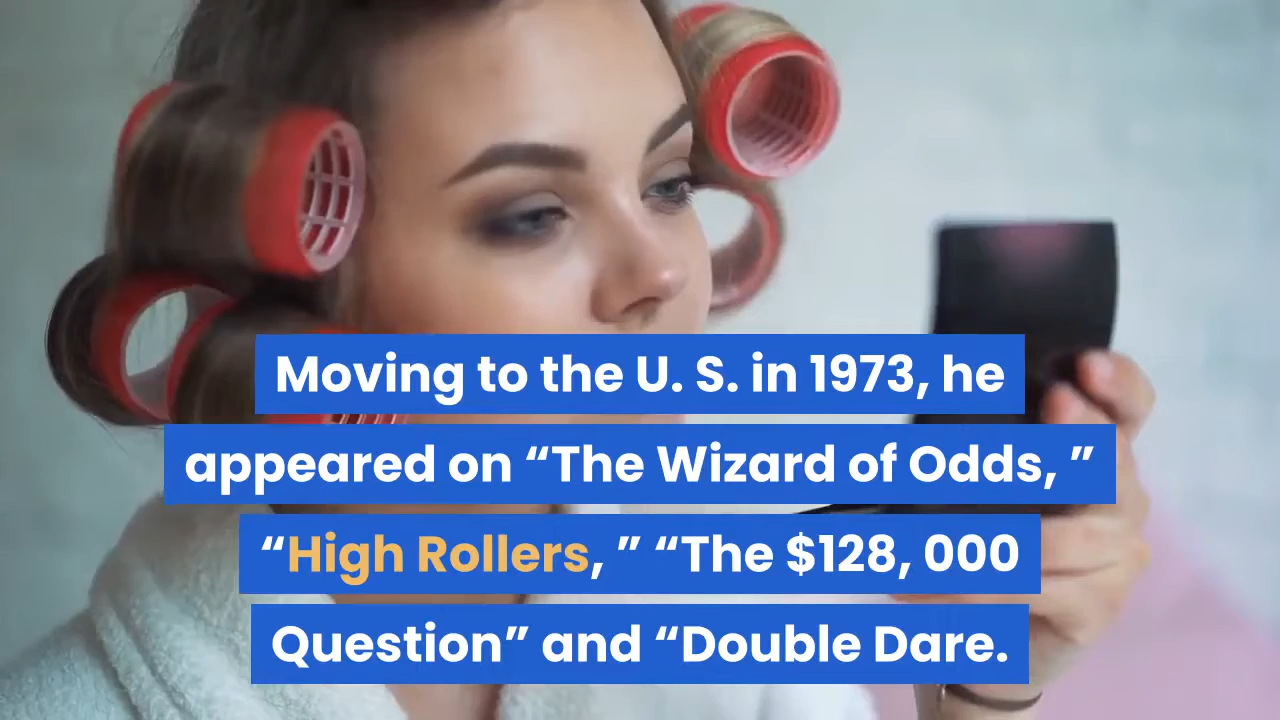 Moving to the U. S. in 1973, he
appeared on “The Wizard of Odds, ”
“High Rollers, ” “The $128, 000
Question” and “Double Dare.